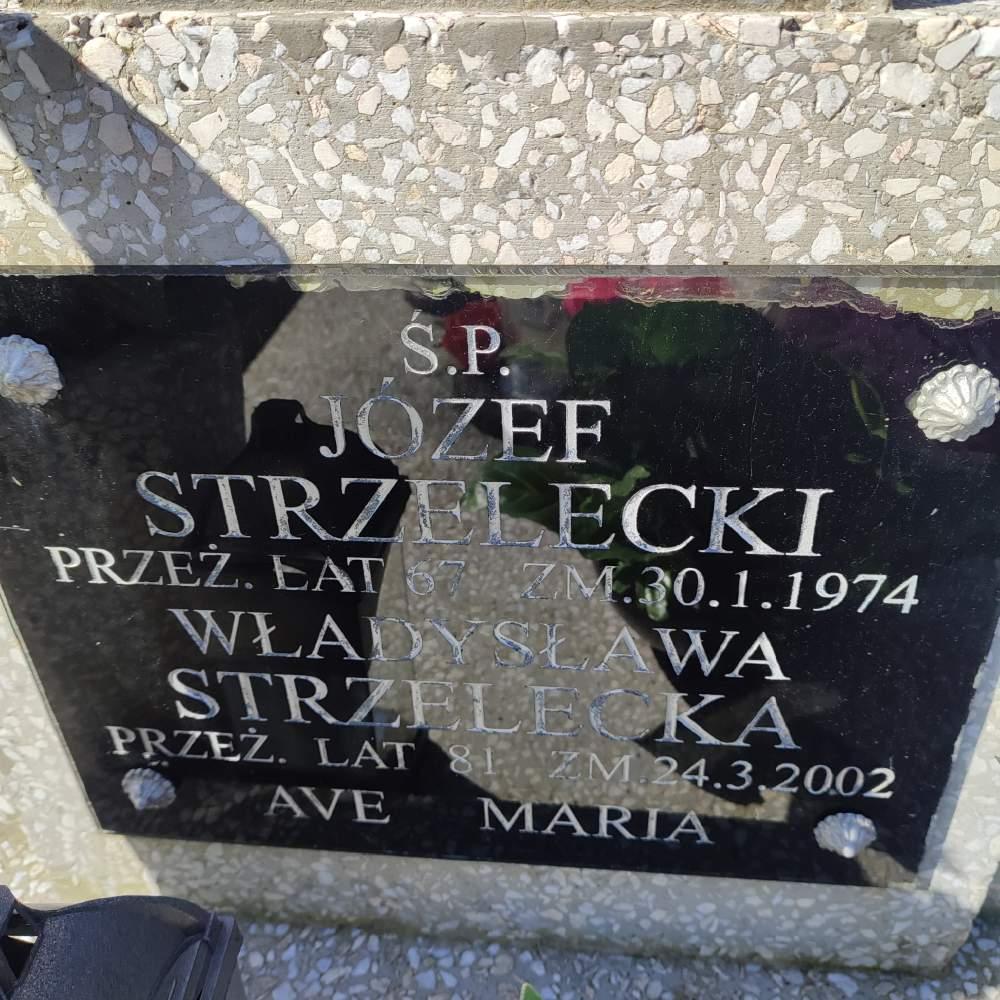 Ś.P.
JÓZEF
STRZELECKI
PRZEŻ. ŁAT 67 ZM.30.1.1974
WŁADYSŁAWA
STRZELECKA
PRZEŻ. LAT 81 ZM.24.3.2002
AVE MARIA